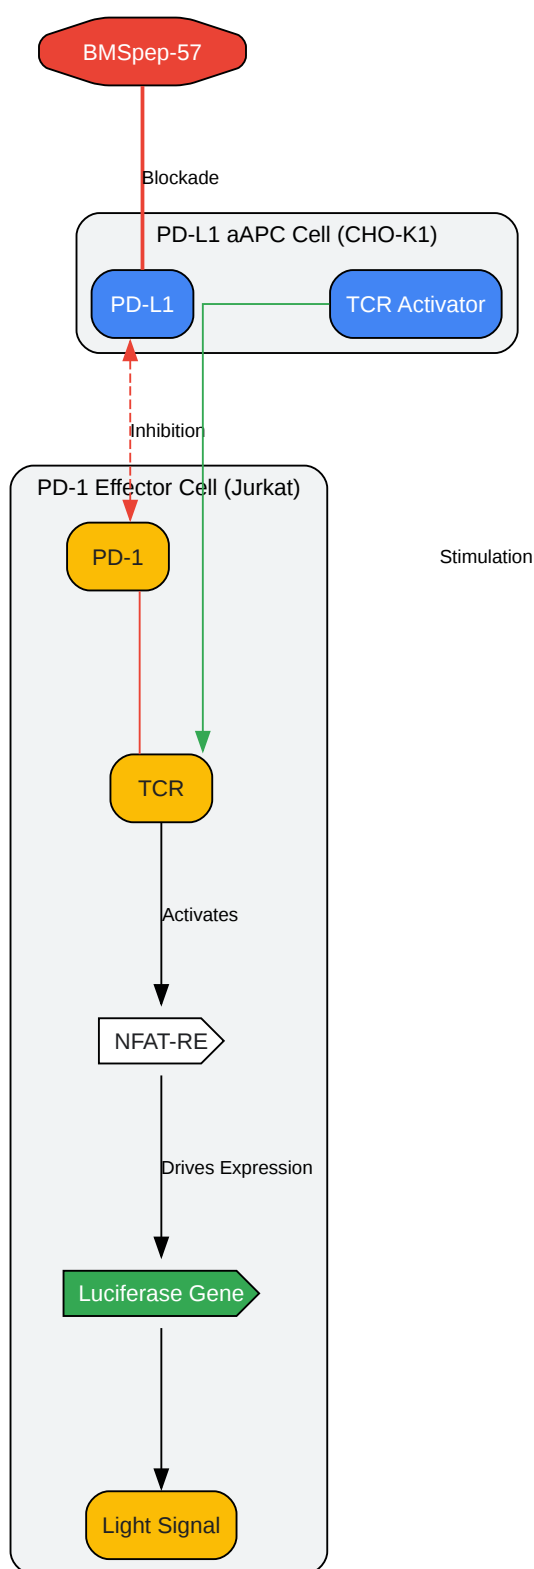 BMSpep-57
Blockade
PD-L1 aAPC Cell (CHO-K1)
PD-L1
TCR Activator
Inhibition
PD-1 Effector Cell (Jurkat)
PD-1
Stimulation
TCR
Activates
NFAT-RE
Drives Expression
Luciferase Gene
Light Signal